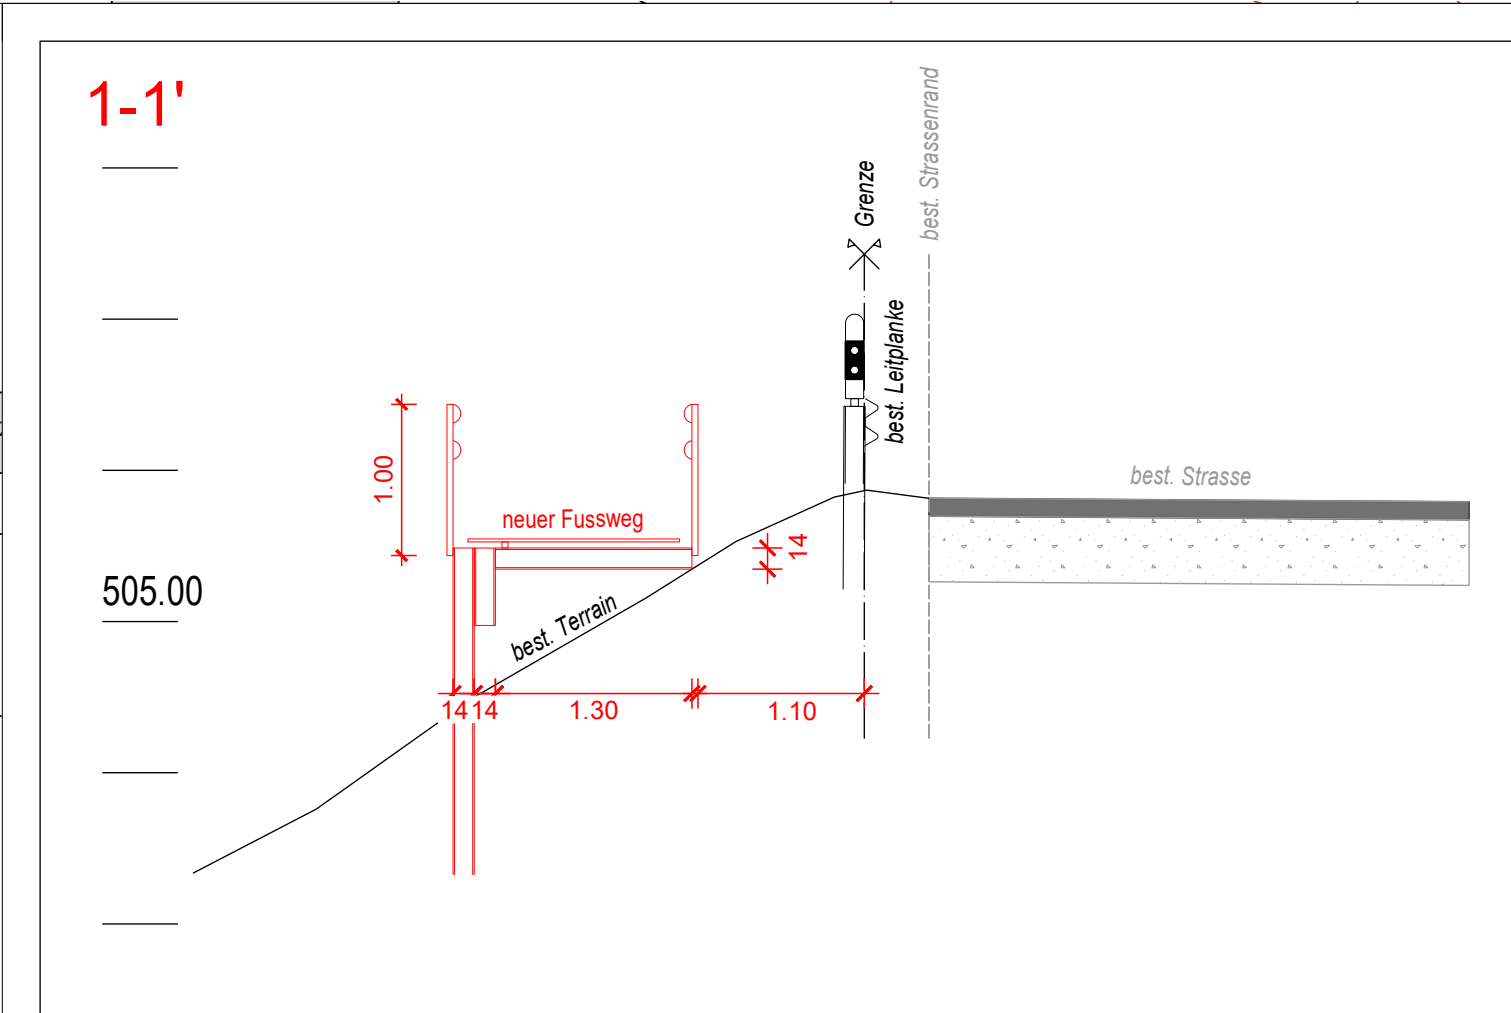 1-1'
Grenze
best. Strassenrand
best. Leitplanke
1.00
best. Strasse
neuer Fussweg
14
505.00
best. Terrain
14 14
1.30
1.10